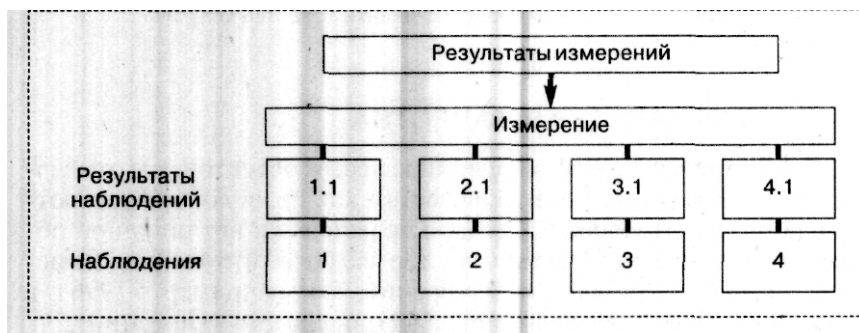 Результаты измерений
Измерение
Результаты
наблюдений
1.1
2.1
3.1
4.1
Наблюдения
1
2
3
4